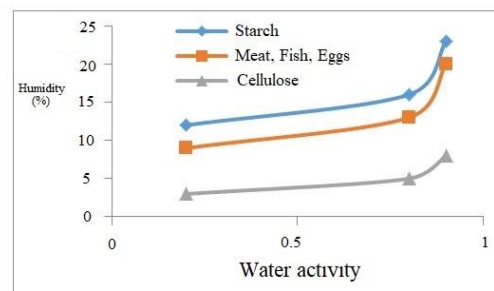 25
20
15
10
5
0
Humidity
(%)
Starch
Meat, Fish, Eggs
Cellulose
0
0.5
1
Water activity